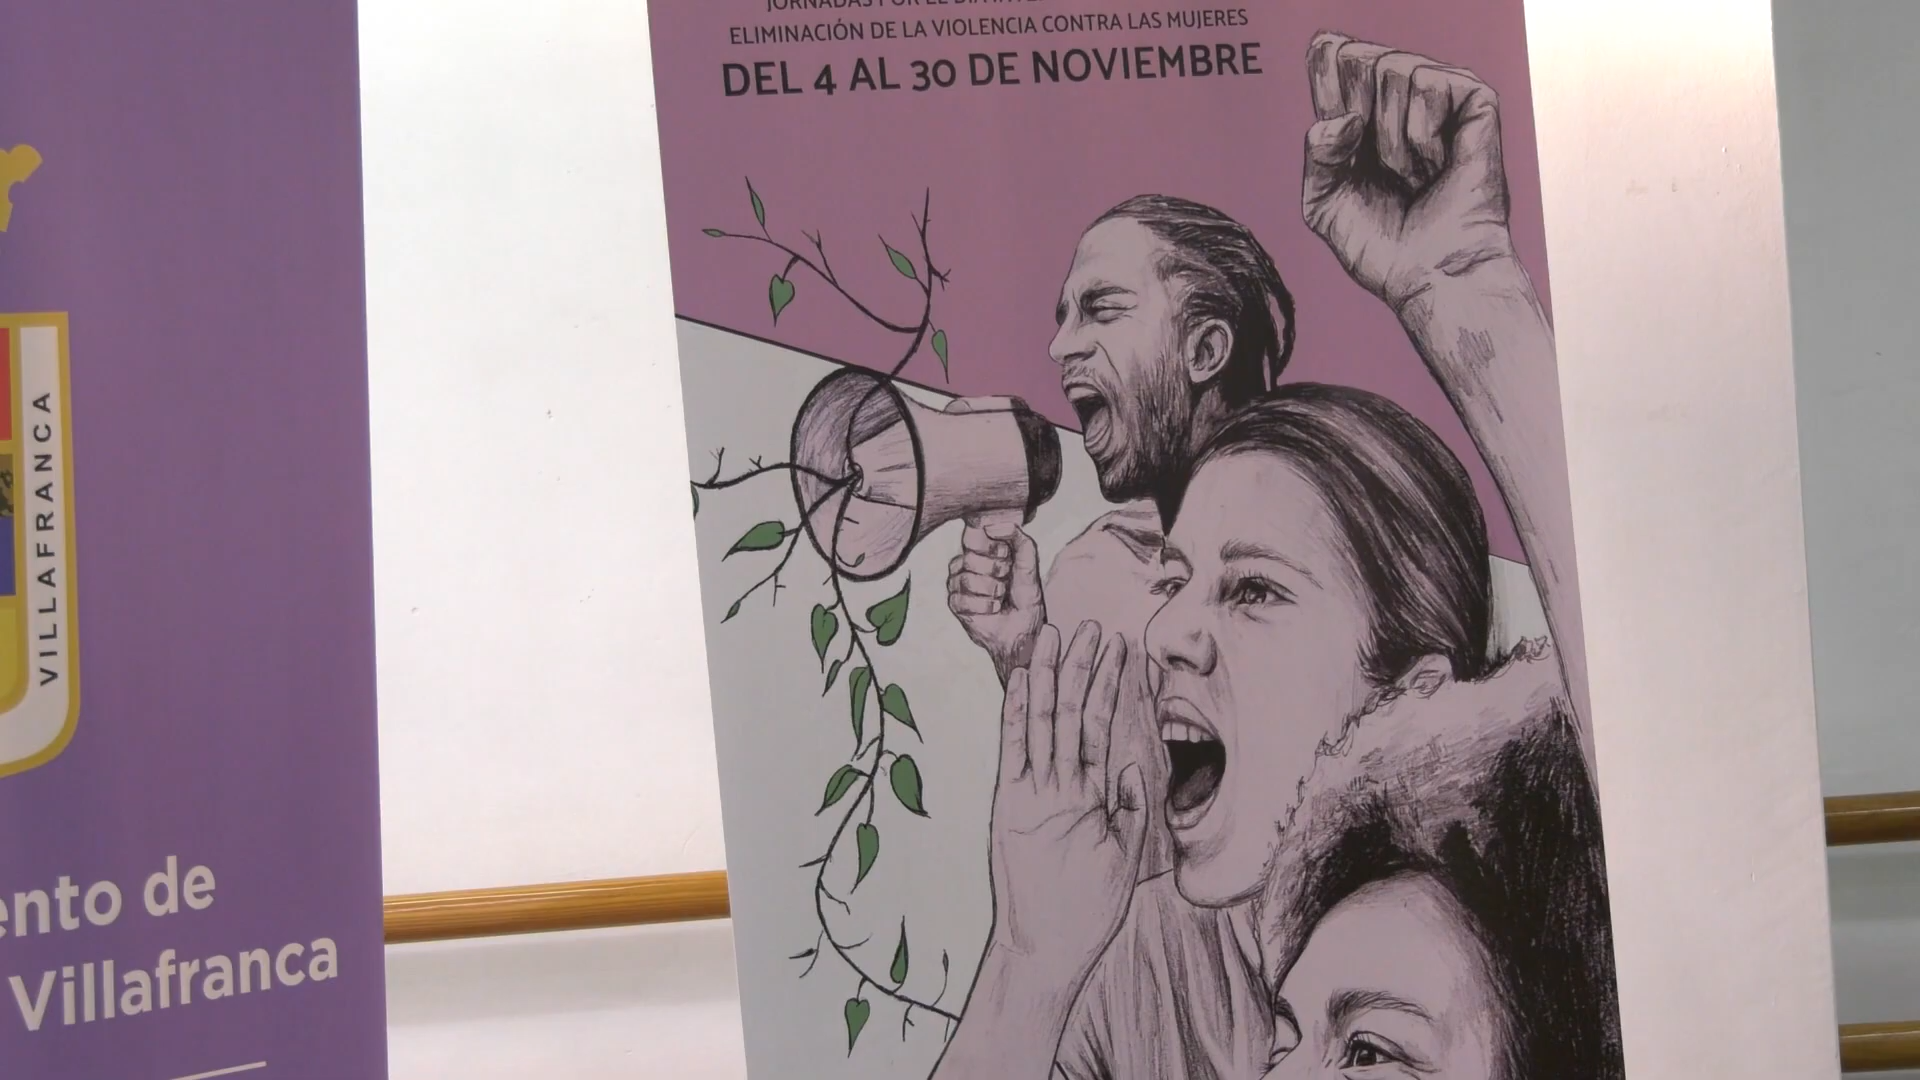 ELIMINACIÓN DE LA VIOLENCIA CONTRA LAS MUJERES
DEL 4 AL 30 DE NOVIEMBRE
VILLAFRANCA
ento de
Villafranca